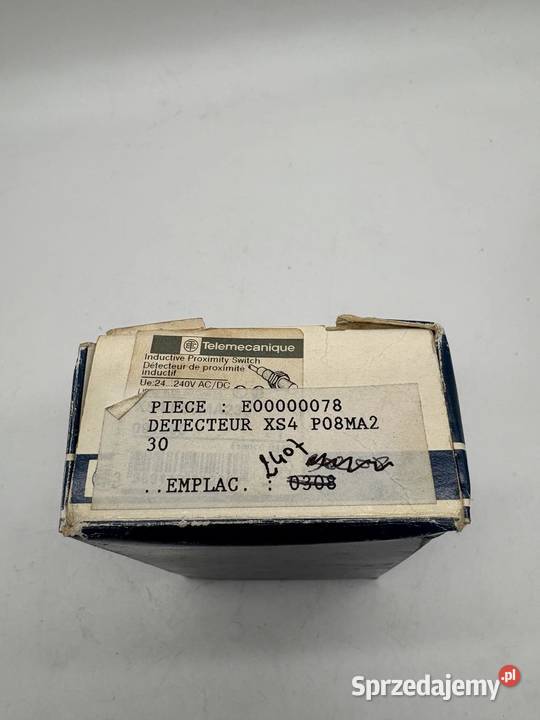 Telemecanique
Inductive Proximity Switch
Détecteur de proximité
inductif
Ue:24...240V AC/DC
PIECE : E00000078
DETECTEUR XS4 P08MA2
30
2407
..EMPLAC. : 0308
Sprzedajemy.pl